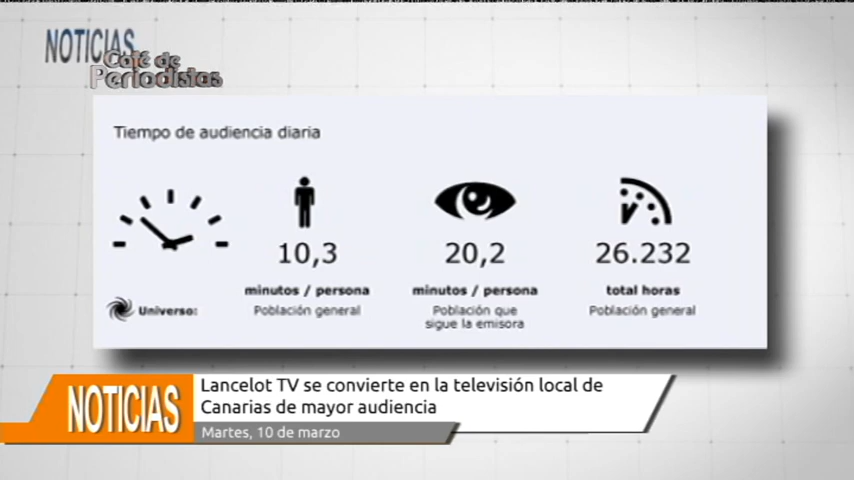 NOTICIAS
Café de
Periodistas
Tiempo de audiencia diaria
10,3
minutos / persona
Población general
20,2
minutos / persona
Población que
sigue la emisora
26.232
total horas
Población general
Universo:
NOTICIAS
Lancelot TV se convierte en la televisión local de
Canarias de mayor audiencia
Martes, 10 de marzo